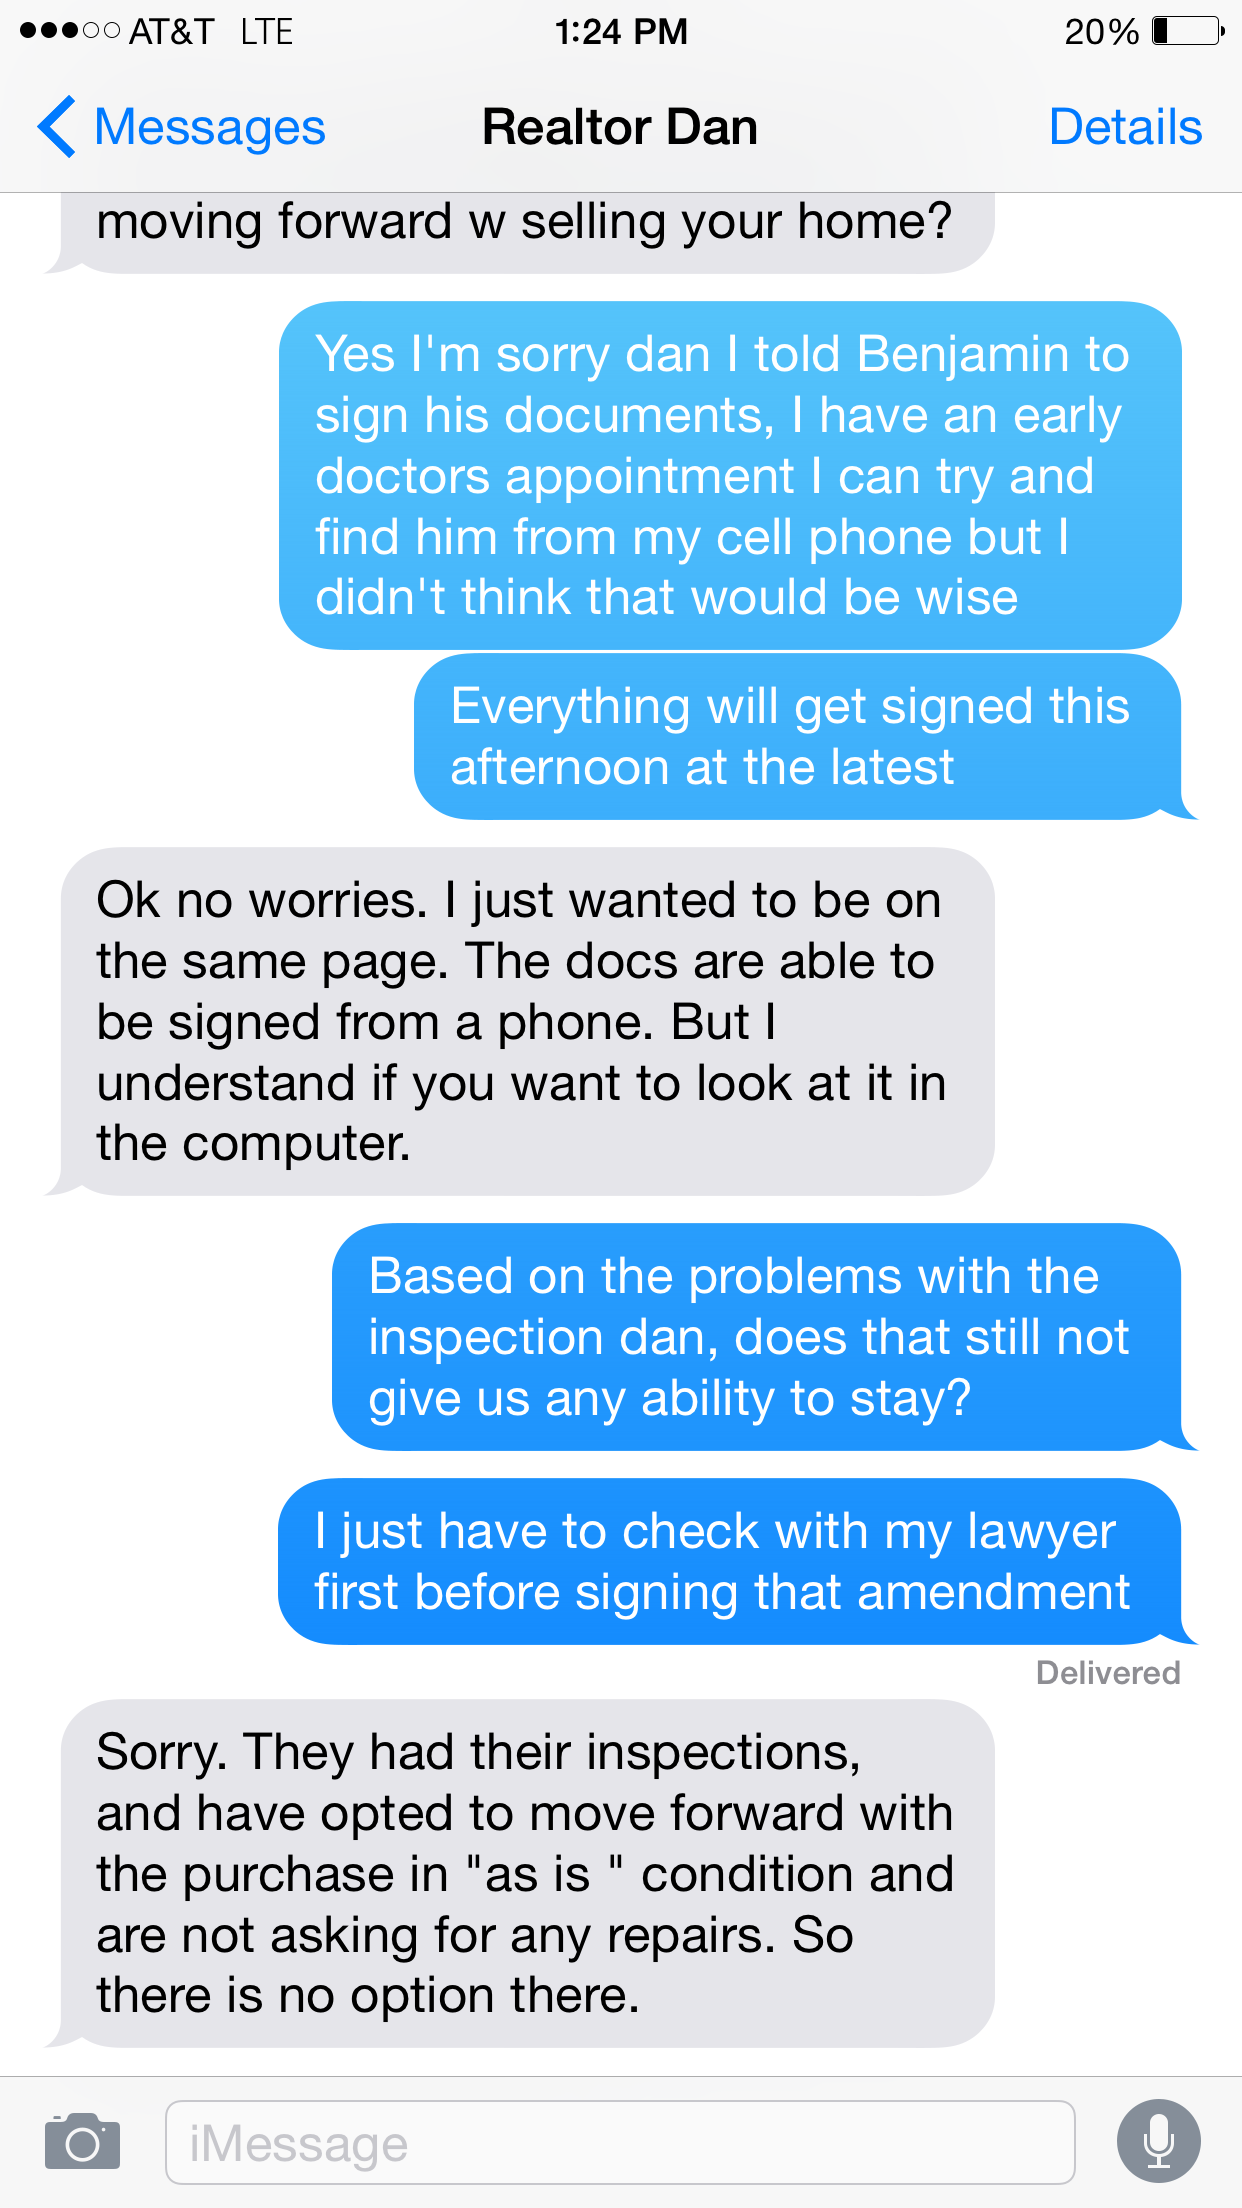 AT&T LTE 1:24 PM 20%
Messages Realtor Dan Details
moving forward w selling your home?
Yes I'm sorry dan I told Benjamin to
sign his documents, I have an early
doctors appointment I can try and
find him from my cell phone but I
didn't think that would be wise
Everything will get signed this
afternoon at the latest
Ok no worries. I just wanted to be on
the same page. The docs are able to
be signed from a phone. But I
understand if you want to look at it in
the computer.
Based on the problems with the
inspection dan, does that still not
give us any ability to stay?
I just have to check with my lawyer
first before signing that amendment
Delivered
Sorry. They had their inspections,
and have opted to move forward with
the purchase in "as is " condition and
are not asking for any repairs. So
there is no option there.
iMessage